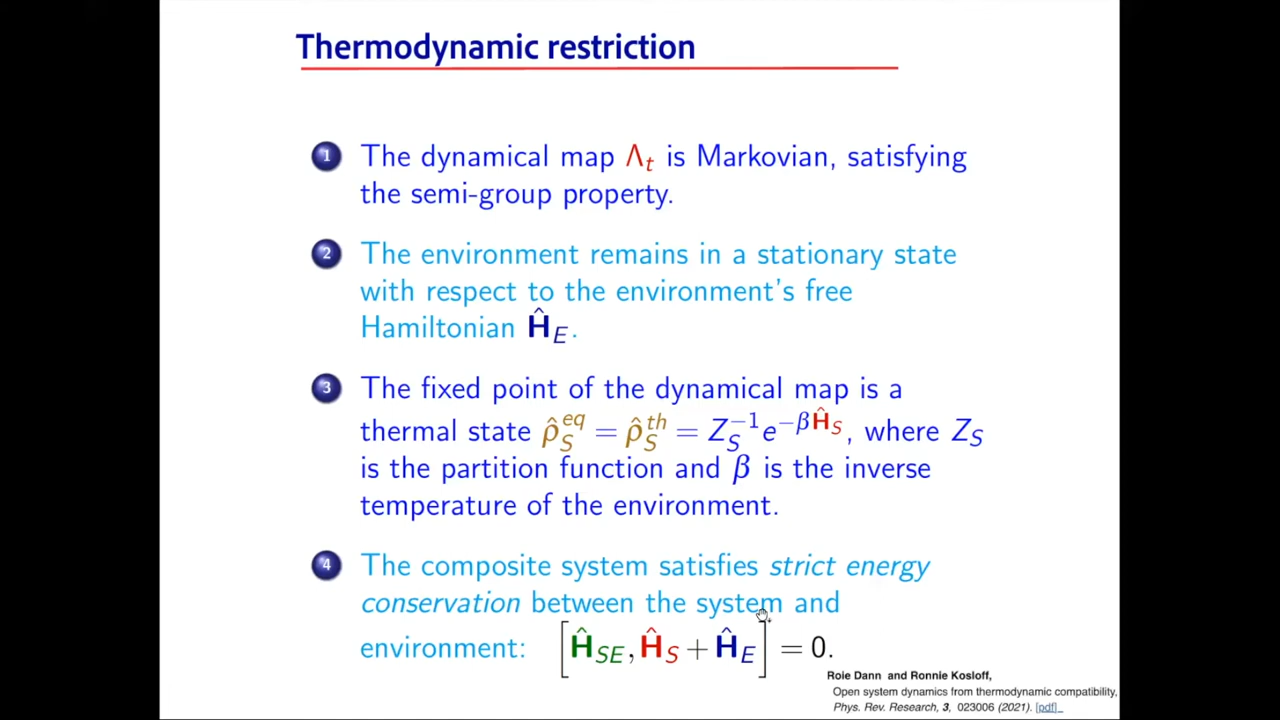 Thermodynamic restriction
1 The dynamical map Λ_t is Markovian, satisfying
the semi-group property.
2 The environment remains in a stationary state
with respect to the environment's free
Hamiltonian Ĥ_E.
3 The fixed point of the dynamical map is a
thermal state ρ̂_S^{eq} = ρ̂_S^{th} = Z_S^{−1} e^{−βĤ_S}, where Z_S
is the partition function and β is the inverse
temperature of the environment.
4 The composite system satisfies strict energy
conservation between the system and
environment: [Ĥ_{SE}, Ĥ_S + Ĥ_E] = 0.
Roie Dann and Ronnie Kosloff,
Open system dynamics from thermodynamic compatibility,
Phys. Rev. Research, 3, 023006 (2021). [pdf]